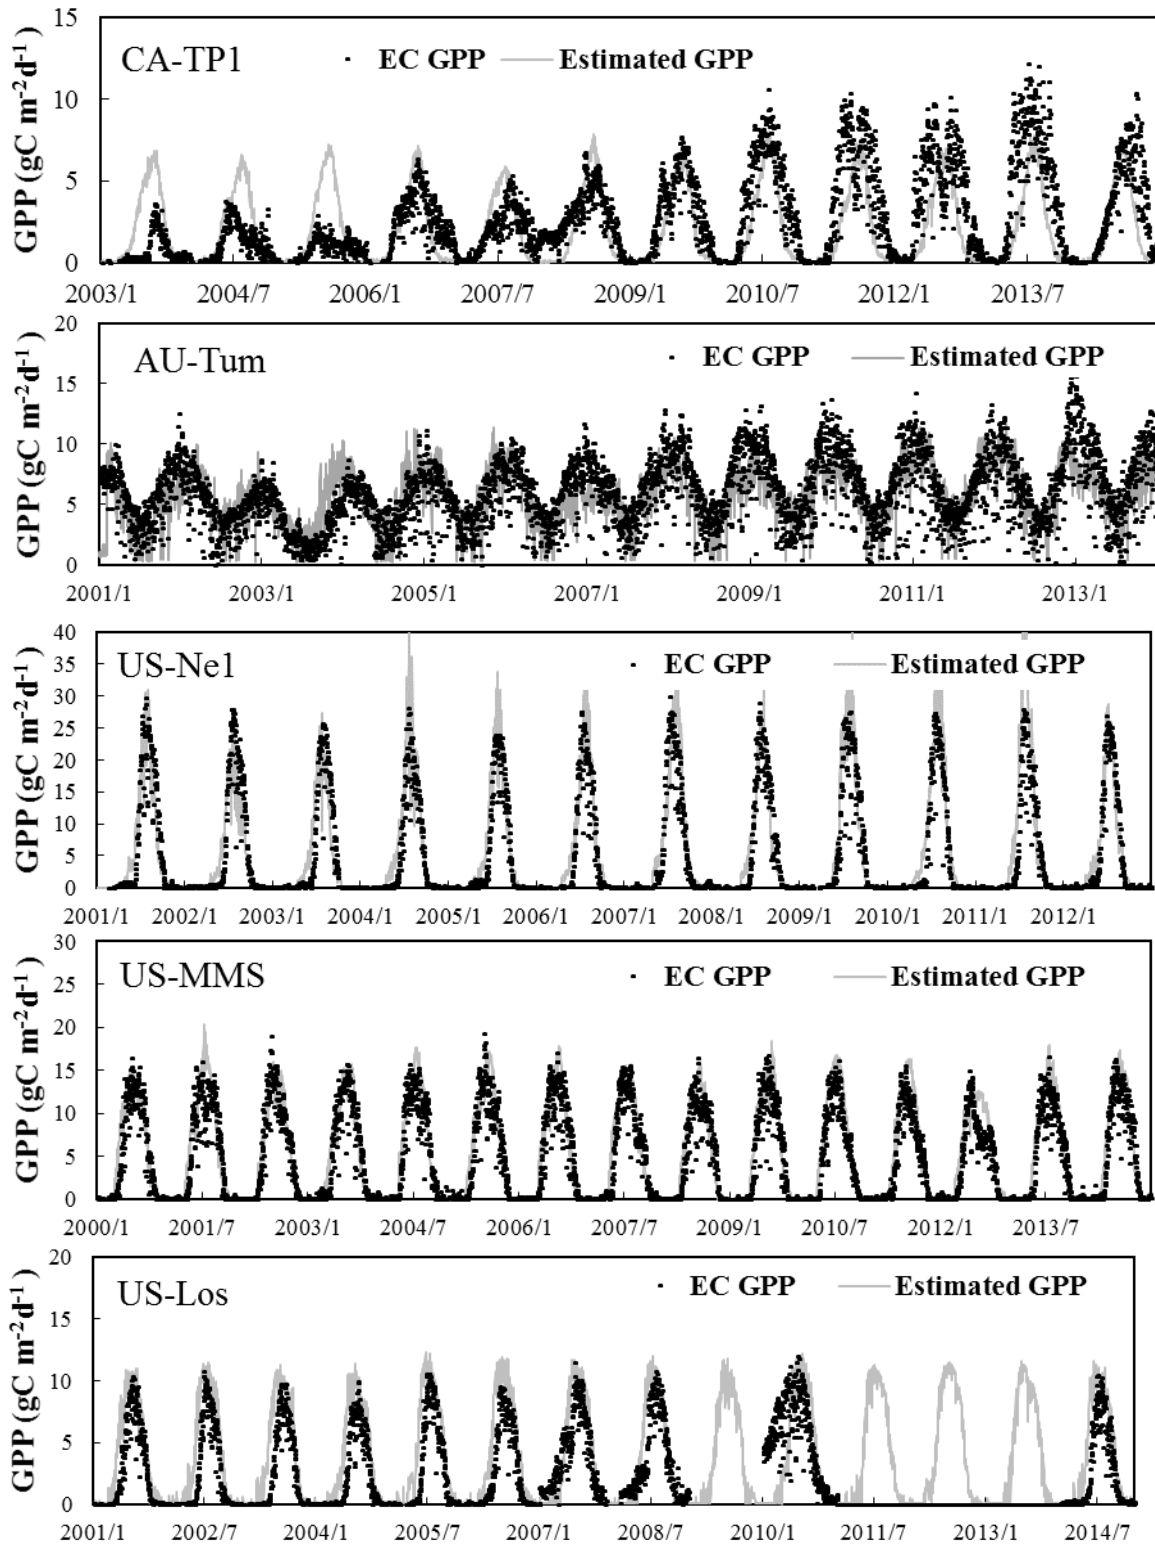 15
CA-TP1 EC GPP Estimated GPP
10
5
0
GPP (gC m-2d-1)
2003/1 2004/7 2006/1 2007/7 2009/1 2010/7 2012/1 2013/7
20
AU-Tum EC GPP Estimated GPP
15
10
5
0
GPP (gC m-2d-1)
2001/1 2003/1 2005/1 2007/1 2009/1 2011/1 2013/1
40
35
US-Ne1 EC GPP Estimated GPP
30
25
20
15
10
5
0
GPP (gC m-2d-1)
2001/1 2002/1 2003/1 2004/1 2005/1 2006/1 2007/1 2008/1 2009/1 2010/1 2011/1 2012/1
30
US-MMS EC GPP Estimated GPP
25
20
15
10
5
0
GPP (gC m-2d-1)
2000/1 2001/7 2003/1 2004/7 2006/1 2007/7 2009/1 2010/7 2012/1 2013/7
20
US-Los EC GPP Estimated GPP
15
10
5
0
GPP (gC m-2d-1)
2001/1 2002/7 2004/1 2005/7 2007/1 2008/7 2010/1 2011/7 2013/1 2014/7